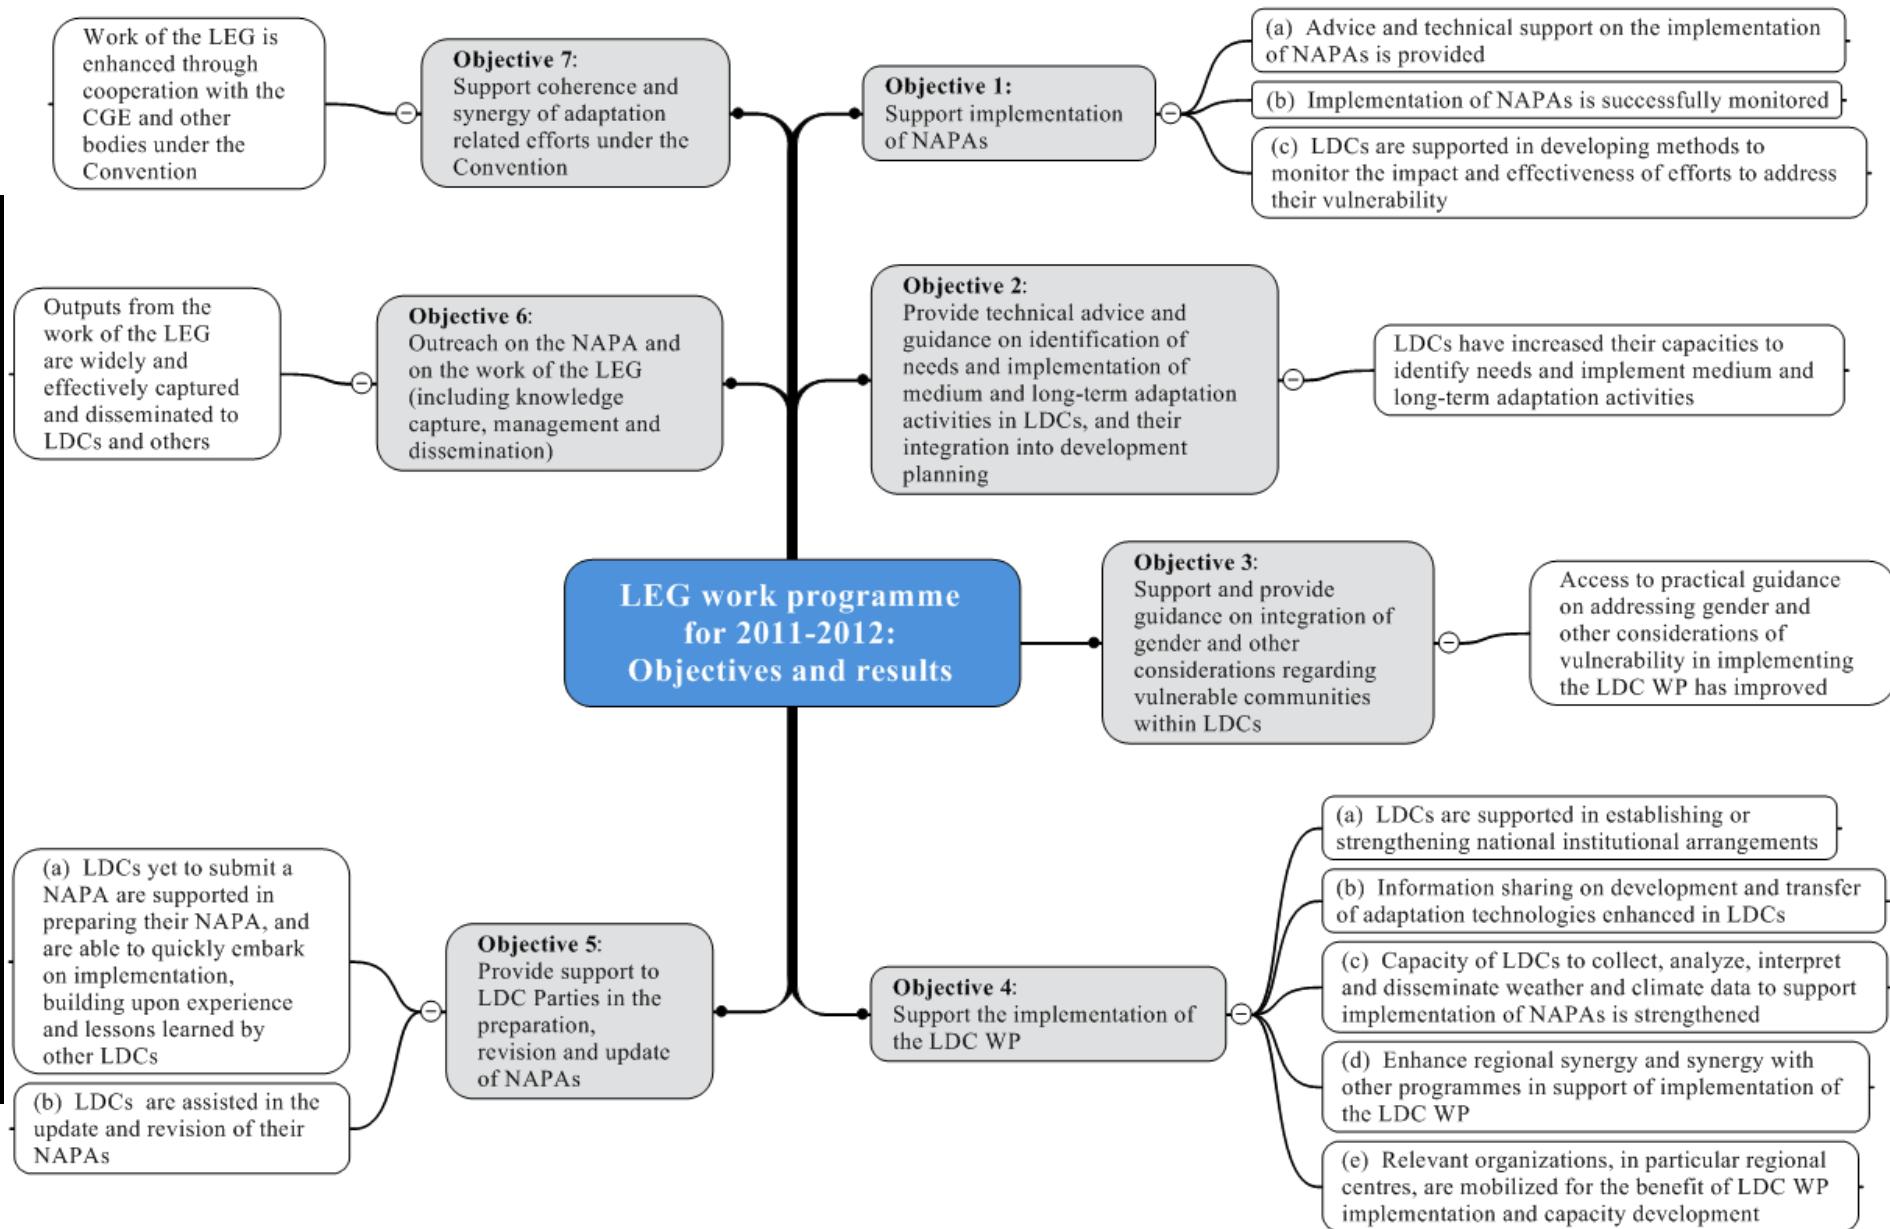 LEG work programme
for 2011-2012:
Objectives and results
Objective 1:
Support implementation
of NAPAs
(a) Advice and technical support on the implementation
of NAPAs is provided
(b) Implementation of NAPAs is successfully monitored
(c) LDCs are supported in developing methods to
monitor the impact and effectiveness of efforts to address
their vulnerability
Objective 2:
Provide technical advice and
guidance on identification of
needs and implementation of
medium and long-term adaptation
activities in LDCs, and their
integration into development
planning
LDCs have increased their capacities to
identify needs and implement medium and
long-term adaptation activities
Objective 3:
Support and provide
guidance on integration of
gender and other
considerations regarding
vulnerable communities
within LDCs
Access to practical guidance
on addressing gender and
other considerations of
vulnerability in implementing
the LDC WP has improved
Objective 4:
Support the implementation of
the LDC WP
(a) LDCs are supported in establishing or
strengthening national institutional arrangements
(b) Information sharing on development and transfer
of adaptation technologies enhanced in LDCs
(c) Capacity of LDCs to collect, analyze, interpret
and disseminate weather and climate data to support
implementation of NAPAs is strengthened
(d) Enhance regional synergy and synergy with
other programmes in support of implementation of
the LDC WP
(e) Relevant organizations, in particular regional
centres, are mobilized for the benefit of LDC WP
implementation and capacity development
Objective 5:
Provide support to
LDC Parties in the
preparation,
revision and update
of NAPAs
(a) LDCs yet to submit a
NAPA are supported in
preparing their NAPA, and
are able to quickly embark
on implementation,
building upon experience
and lessons learned by
other LDCs
(b) LDCs are assisted in the
update and revision of their
NAPAs
Objective 6:
Outreach on the NAPA and
on the work of the LEG
(including knowledge
capture, management and
dissemination)
Outputs from the
work of the LEG
are widely and
effectively captured
and disseminated to
LDCs and others
Objective 7:
Support coherence and
synergy of adaptation
related efforts under the
Convention
Work of the LEG is
enhanced through
cooperation with the
CGE and other
bodies under the
Convention